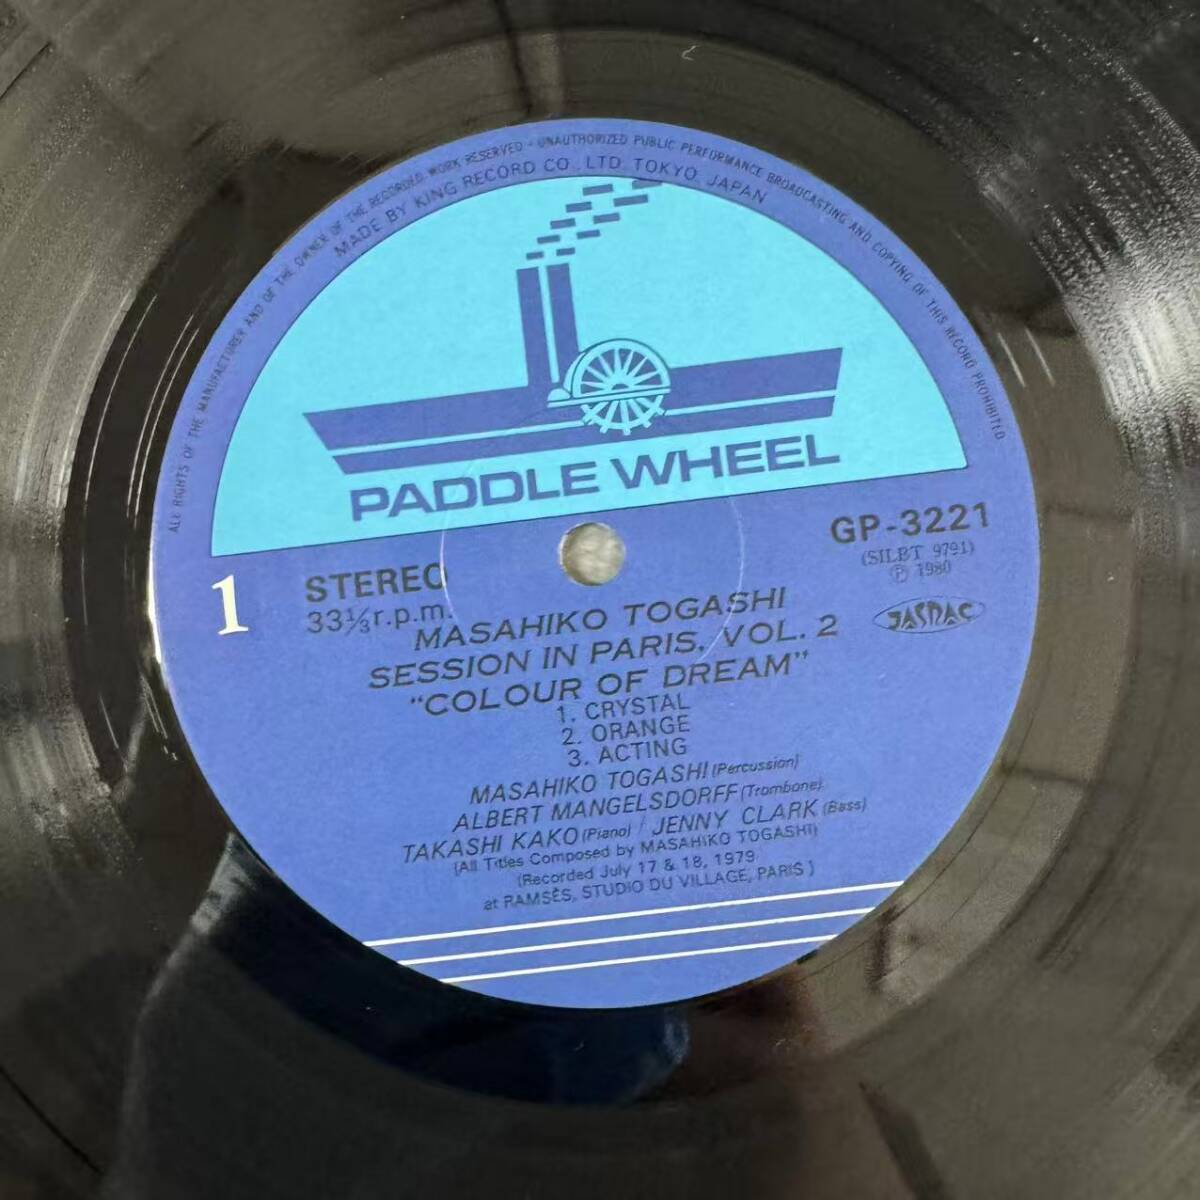 ALL RIGHTS OF THE MANUFACTURER AND OF THE OWNER OF THE RECORDED WORK RESERVED · UNAUTHORIZED PUBLIC PERFORMANCE BROADCASTING AND COPYING OF THIS RECORD PROHIBITED
MADE BY KING RECORD CO., LTD. TOKYO, JAPAN
PADDLE WHEEL
GP-3221
(SILBT 9791)
Ⓟ 1980
JASRAC
1
STEREO
33⅓r.p.m.
MASAHIKO TOGASHI
SESSION IN PARIS, VOL. 2
"COLOUR OF DREAM"
1. CRYSTAL
2. ORANGE
3. ACTING
MASAHIKO TOGASHI (Percussion)
ALBERT MANGELSDORFF (Trombone)
TAKASHI KAKO (Piano) / JENNY CLARK (Bass)
(All Titles Composed by MASAHIKO TOGASHI)
(Recorded July 17 & 18, 1979
at RAMSÈS, STUDIO DU VILLAGE, PARIS)